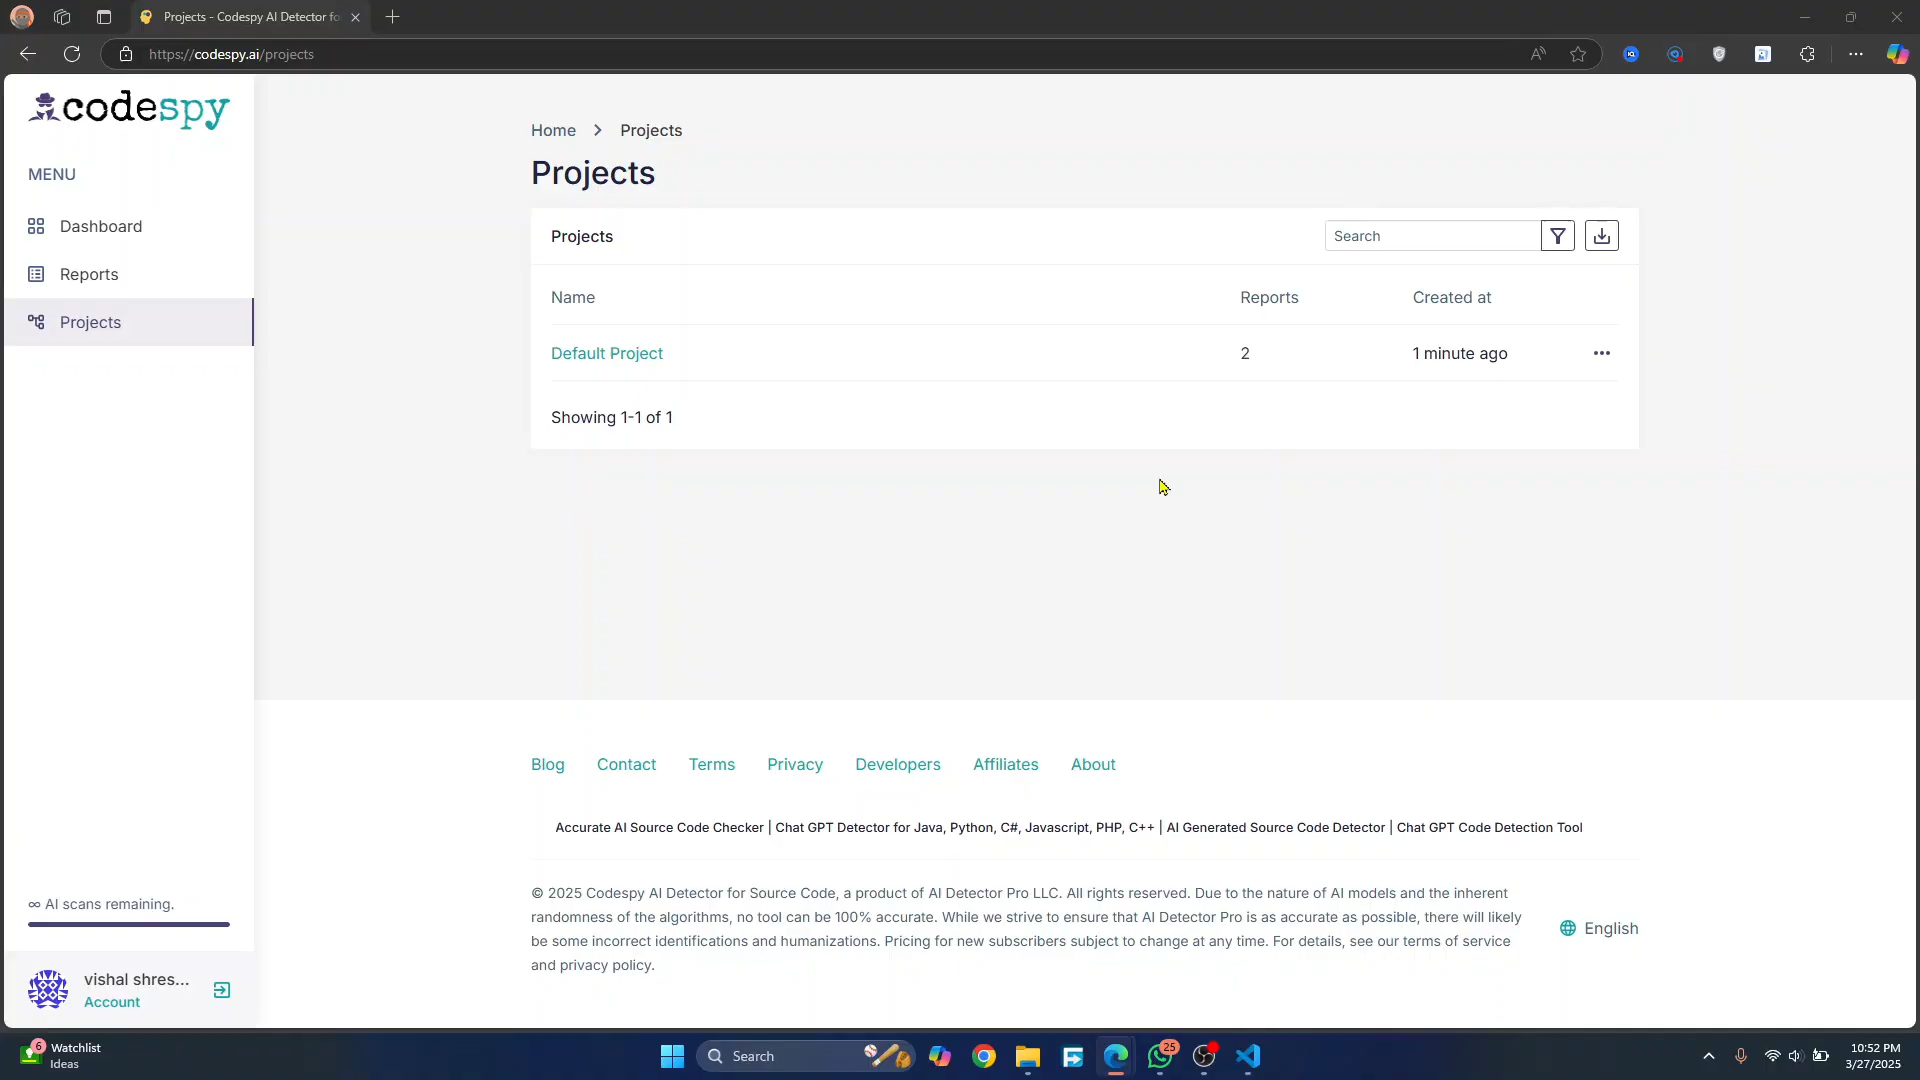 Projects - Codespy AI Detector fo
https://codespy.ai/projects
codespy
MENU
Dashboard
Reports
Projects
Home > Projects
Projects
Projects
Search
Name Reports Created at
Default Project 2 1 minute ago
Showing 1-1 of 1
Blog Contact Terms Privacy Developers Affiliates About
Accurate AI Source Code Checker | Chat GPT Detector for Java, Python, C#, Javascript, PHP, C++ | AI Generated Source Code Detector | Chat GPT Code Detection Tool
© 2025 Codespy AI Detector for Source Code, a product of AI Detector Pro LLC. All rights reserved. Due to the nature of AI models and the inherent
randomness of the algorithms, no tool can be 100% accurate. While we strive to ensure that AI Detector Pro is as accurate as possible, there will likely
be some incorrect identifications and humanizations. Pricing for new subscribers subject to change at any time. For details, see our terms of service
and privacy policy.
English
∞ AI scans remaining.
vishal shres...
Account
6
Watchlist
Ideas
Search
25
10:52 PM
3/27/2025